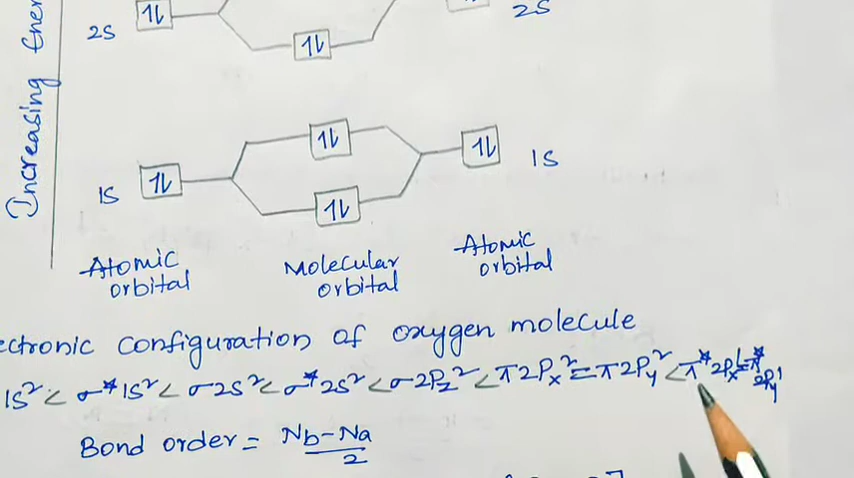 2S
2S
1S
1S
Increasing Ener
Atomic orbital
Molecular orbital
Atomic orbital
ectronic configuration of oxygen molecule
1S² < σ*1S² < σ2S² < σ*2S² < σ2Pz² < π2Px² = π2Py² < π*2Px¹ = π*2Py¹
Bond order = Nb-Na/2